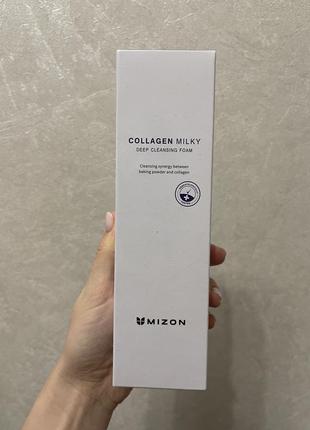 COLLAGEN MILKY
DEEP CLEANSING FOAM
Cleansing synergy between
baking powder and collagen
MIZON